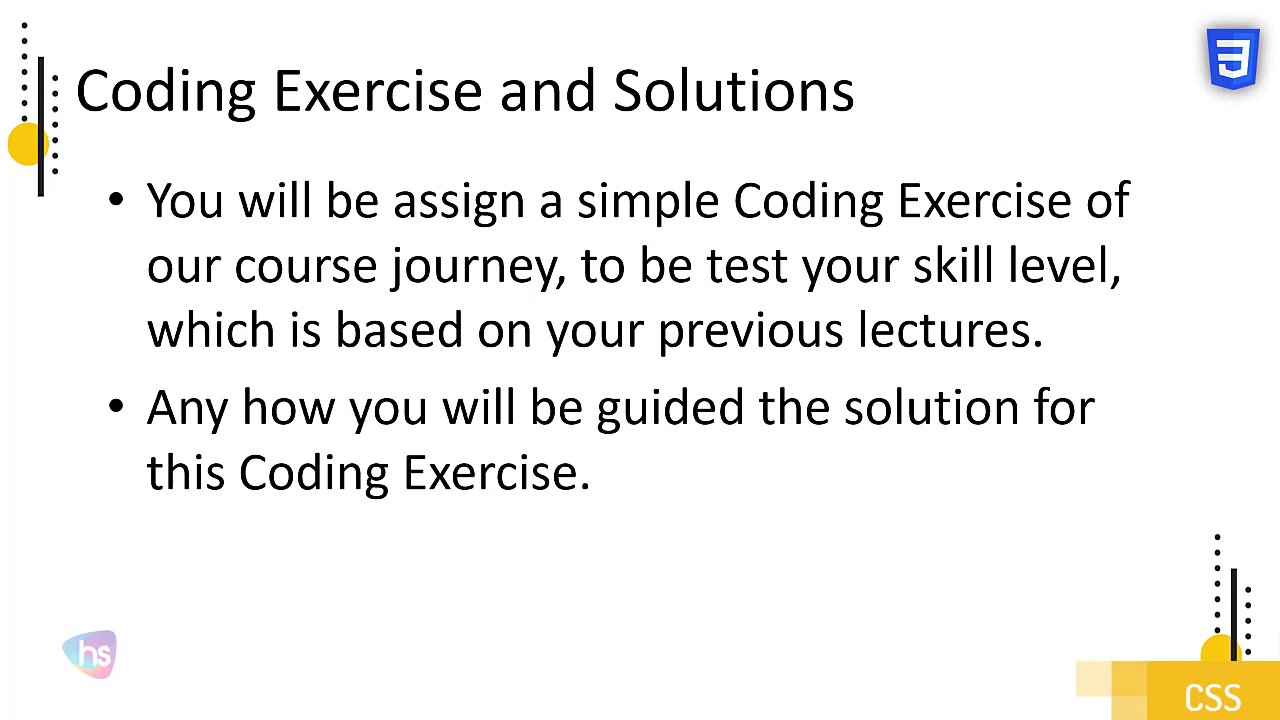 Coding Exercise and Solutions
• You will be assign a simple Coding Exercise of
our course journey, to be test your skill level,
which is based on your previous lectures.
• Any how you will be guided the solution for
this Coding Exercise.
hs
CSS